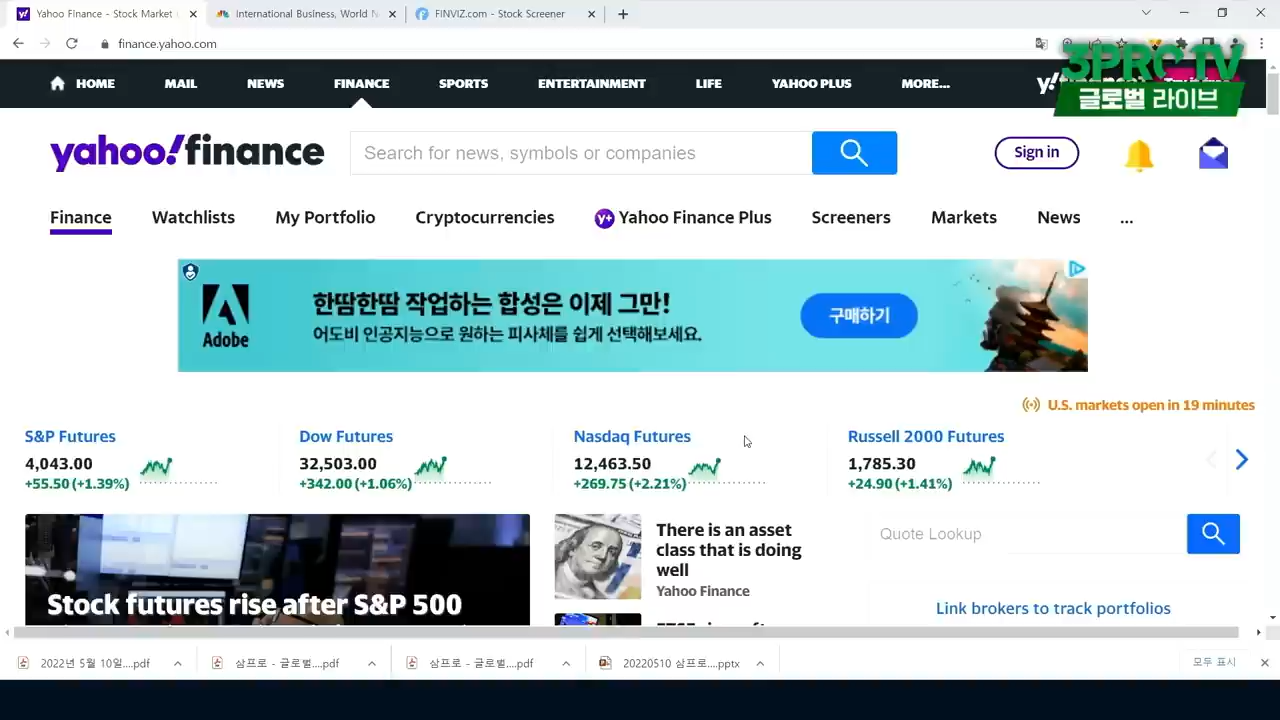 Yahoo Finance - Stock Market
International Business, World N
FINVIZ.com - Stock Screener
finance.yahoo.com
3PRO TV
글로벌 라이브
HOME MAIL NEWS FINANCE SPORTS ENTERTAINMENT LIFE YAHOO PLUS MORE...
yahoo!finance
Search for news, symbols or companies
Sign in
Finance Watchlists My Portfolio Cryptocurrencies Yahoo Finance Plus Screeners Markets News ...
Adobe
한땀한땀 작업하는 합성은 이제 그만!
어도비 인공지능으로 원하는 피사체를 쉽게 선택해보세요.
구매하기
U.S. markets open in 19 minutes
S&P Futures
4,043.00
+55.50 (+1.39%)
Dow Futures
32,503.00
+342.00 (+1.06%)
Nasdaq Futures
12,463.50
+269.75 (+2.21%)
Russell 2000 Futures
1,785.30
+24.90 (+1.41%)
Stock futures rise after S&P 500
There is an asset
class that is doing
well
Yahoo Finance
Quote Lookup
Link brokers to track portfolios
2022년 5월 10일....pdf
삼프로 - 글로벌....pdf
삼프로 - 글로벌....pdf
20220510 삼프로....pptx
모두 표시